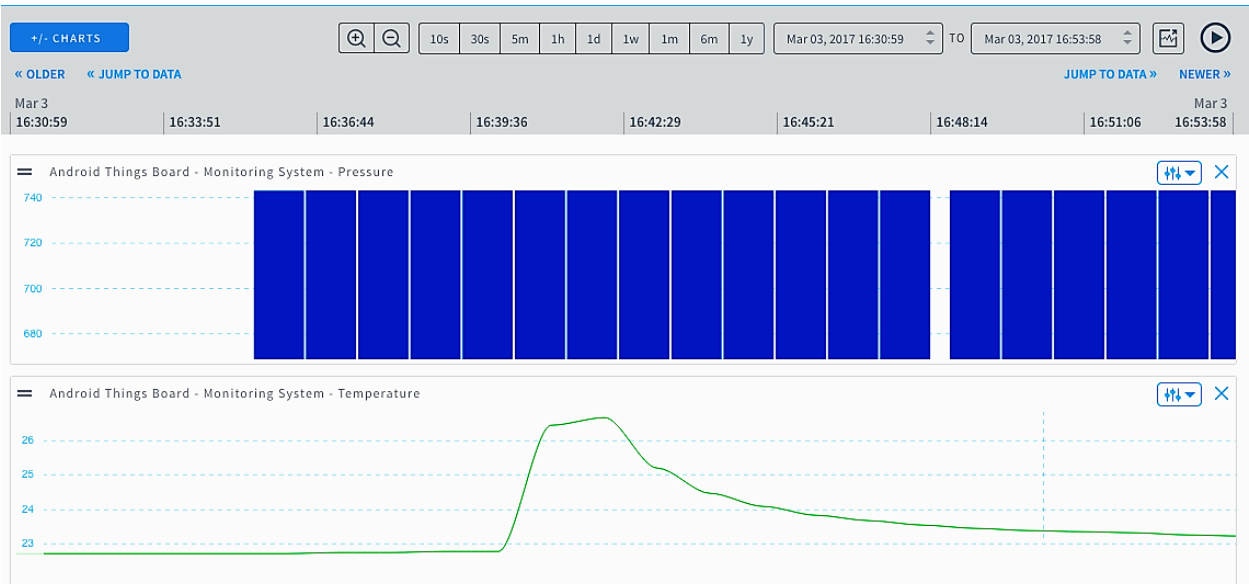 +/- CHARTS
10s 30s 5m 1h 1d 1w 1m 6m 1y Mar 03, 2017 16:30:59 TO Mar 03, 2017 16:53:58
« OLDER « JUMP TO DATA JUMP TO DATA » NEWER »
Mar 3 Mar 3
16:30:59 16:33:51 16:36:44 16:39:36 16:42:29 16:45:21 16:48:14 16:51:06 16:53:58
Android Things Board - Monitoring System - Pressure
740
720
700
680
Android Things Board - Monitoring System - Temperature
26
25
24
23